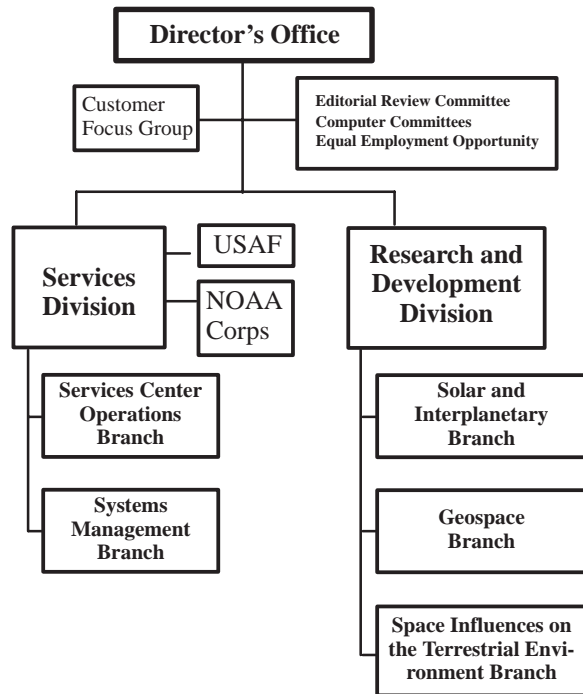 Director's Office
Customer
Focus Group
Editorial Review Committee
Computer Committees
Equal Employment Opportunity
Services
Division
USAF
NOAA
Corps
Research and
Development
Division
Services Center
Operations
Branch
Systems
Management
Branch
Solar and
Interplanetary
Branch
Geospace
Branch
Space Influences on
the Terrestrial Envi-
ronment Branch